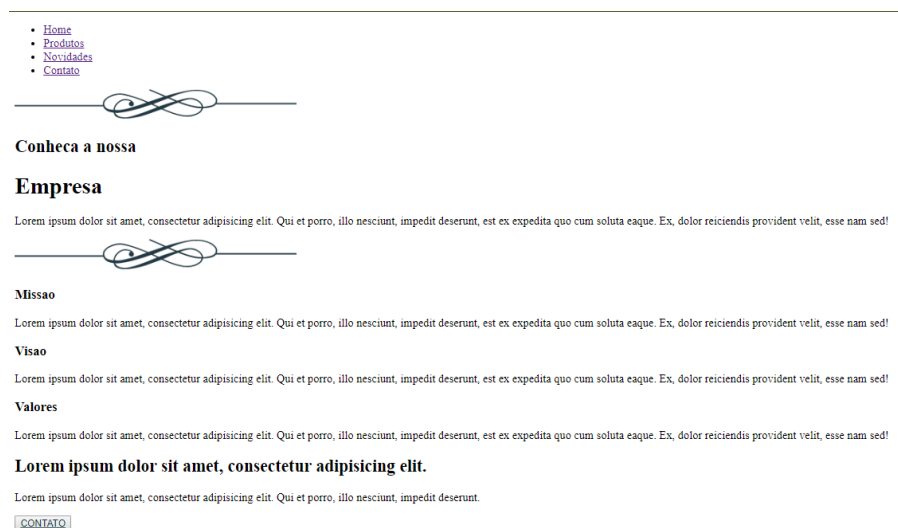 Home
Produtos
Novidades
Contato
Conheca a nossa
Empresa
Lorem ipsum dolor sit amet, consectetur adipisicing elit. Qui et porro, illo nesciunt, impedit deserunt, est ex expedita quo cum soluta eaque. Ex, dolor reiciendis provident velit, esse nam sed!
Missao
Lorem ipsum dolor sit amet, consectetur adipisicing elit. Qui et porro, illo nesciunt, impedit deserunt, est ex expedita quo cum soluta eaque. Ex, dolor reiciendis provident velit, esse nam sed!
Visao
Lorem ipsum dolor sit amet, consectetur adipisicing elit. Qui et porro, illo nesciunt, impedit deserunt, est ex expedita quo cum soluta eaque. Ex, dolor reiciendis provident velit, esse nam sed!
Valores
Lorem ipsum dolor sit amet, consectetur adipisicing elit. Qui et porro, illo nesciunt, impedit deserunt, est ex expedita quo cum soluta eaque. Ex, dolor reiciendis provident velit, esse nam sed!
Lorem ipsum dolor sit amet, consectetur adipisicing elit.
Lorem ipsum dolor sit amet, consectetur adipisicing elit. Qui et porro, illo nesciunt, impedit deserunt.
CONTATO